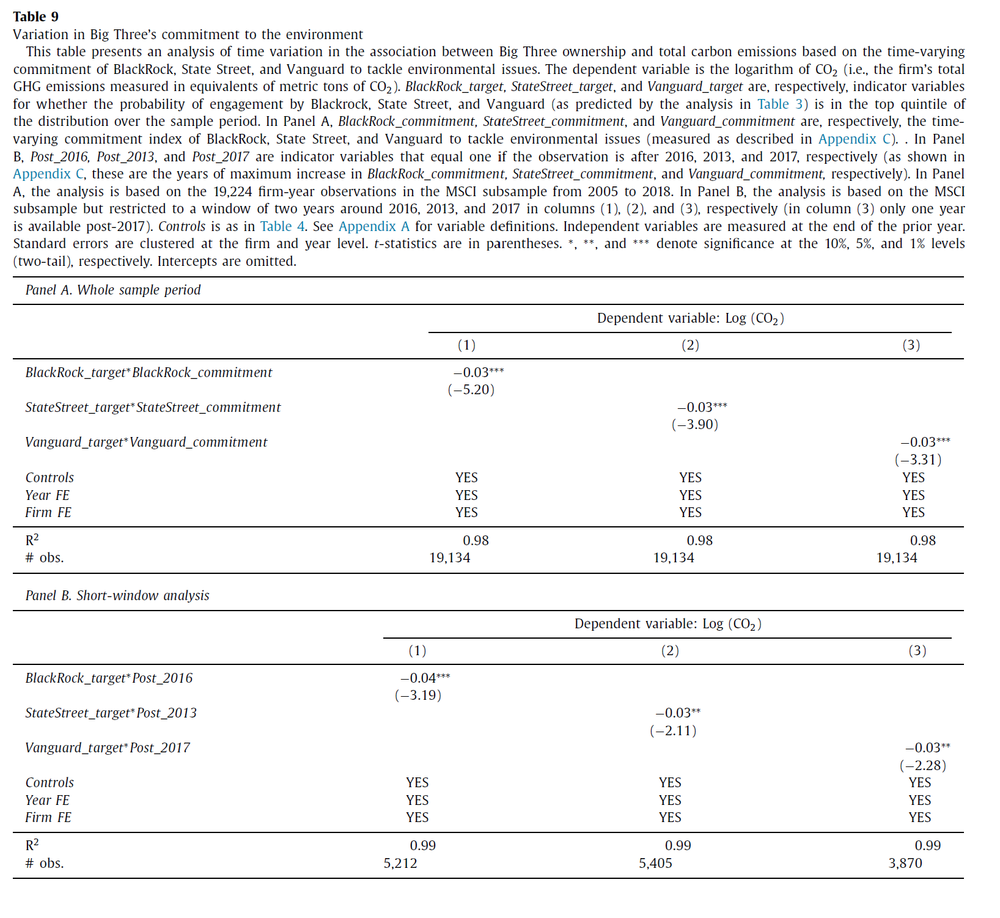 Table 9
Variation in Big Three's commitment to the environment
This table presents an analysis of time variation in the association between Big Three ownership and total carbon emissions based on the time-varying
commitment of BlackRock, State Street, and Vanguard to tackle environmental issues. The dependent variable is the logarithm of CO₂ (i.e., the firm's total
GHG emissions measured in equivalents of metric tons of CO₂). BlackRock_target, StateStreet_target, and Vanguard_target are, respectively, indicator variables
for whether the probability of engagement by Blackrock, State Street, and Vanguard (as predicted by the analysis in Table 3) is in the top quintile of
the distribution over the sample period. In Panel A, BlackRock_commitment, StateStreet_commitment, and Vanguard_commitment are, respectively, the time-
varying commitment index of BlackRock, State Street, and Vanguard to tackle environmental issues (measured as described in Appendix C). . In Panel
B, Post_2016, Post_2013, and Post_2017 are indicator variables that equal one if the observation is after 2016, 2013, and 2017, respectively (as shown in
Appendix C, these are the years of maximum increase in BlackRock_commitment, StateStreet_commitment, and Vanguard_commitment, respectively). In Panel
A, the analysis is based on the 19,224 firm-year observations in the MSCI subsample from 2005 to 2018. In Panel B, the analysis is based on the MSCI
subsample but restricted to a window of two years around 2016, 2013, and 2017 in columns (1), (2), and (3), respectively (in column (3) only one year
is available post-2017). Controls is as in Table 4. See Appendix A for variable definitions. Independent variables are measured at the end of the prior year.
Standard errors are clustered at the firm and year level. t-statistics are in parentheses. *, **, and *** denote significance at the 10%, 5%, and 1% levels
(two-tail), respectively. Intercepts are omitted.
Panel A. Whole sample period
Dependent variable: Log (CO₂)
(1) (2) (3)
BlackRock_target*BlackRock_commitment −0.03***
(−5.20)
StateStreet_target*StateStreet_commitment −0.03***
(−3.90)
Vanguard_target*Vanguard_commitment −0.03***
(−3.31)
Controls YES YES YES
Year FE YES YES YES
Firm FE YES YES YES
R² 0.98 0.98 0.98
# obs. 19,134 19,134 19,134
Panel B. Short-window analysis
Dependent variable: Log (CO₂)
(1) (2) (3)
BlackRock_target*Post_2016 −0.04***
(−3.19)
StateStreet_target*Post_2013 −0.03**
(−2.11)
Vanguard_target*Post_2017 −0.03**
(−2.28)
Controls YES YES YES
Year FE YES YES YES
Firm FE YES YES YES
R² 0.99 0.99 0.99
# obs. 5,212 5,405 3,870